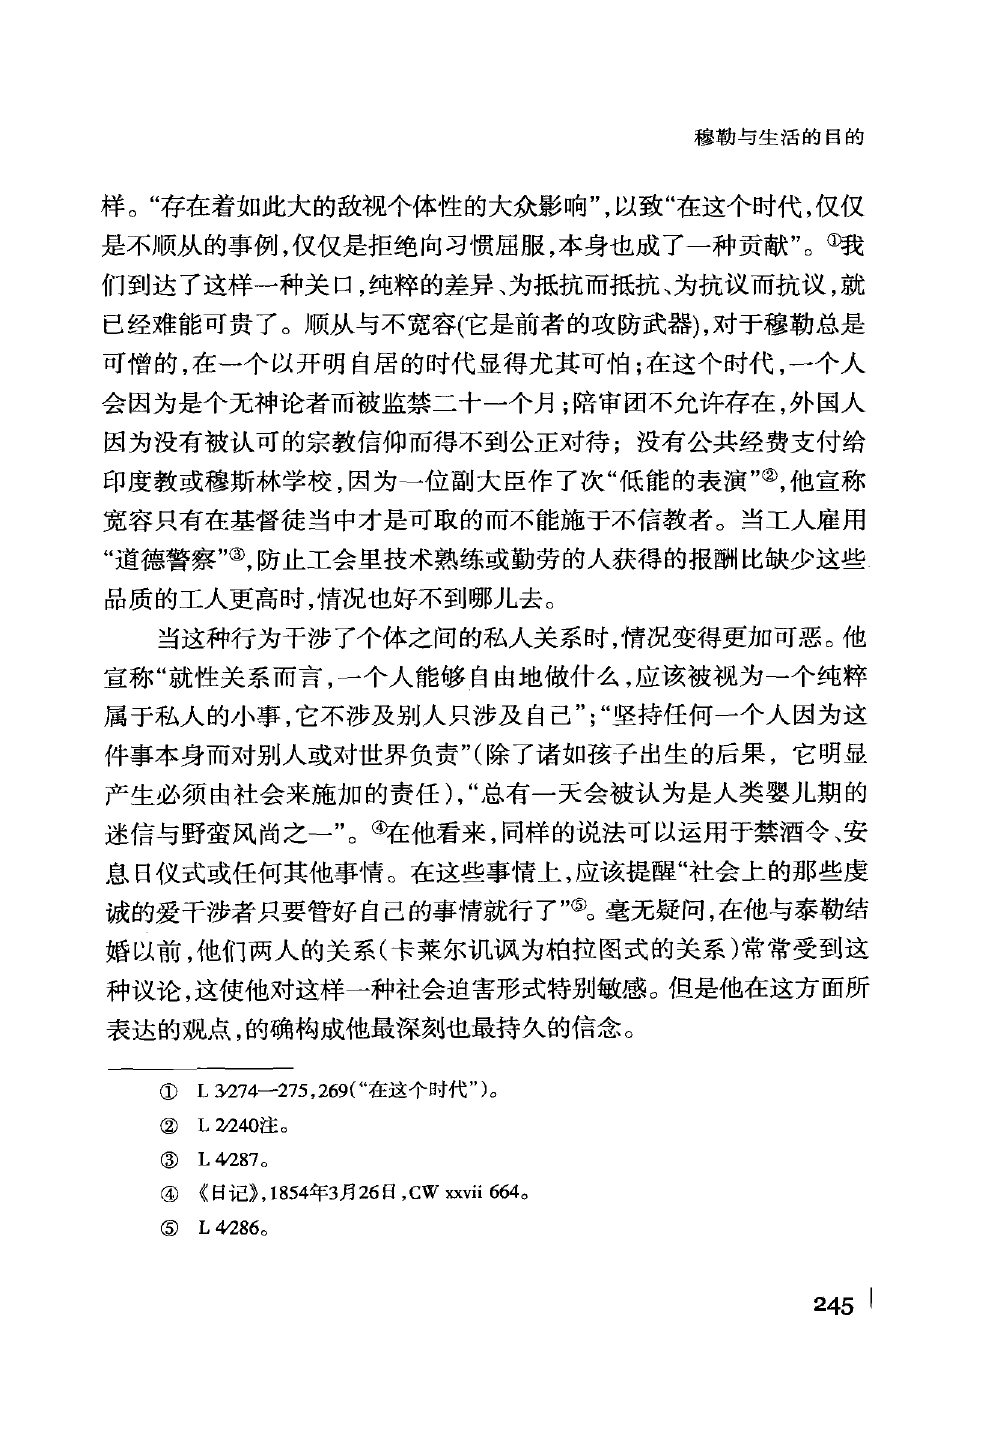 穆勒与生活的目的
样。“存在着如此大的敌视个体性的大众影响”,以致“在这个时代,仅仅
是不顺从的事例,仅仅是拒绝向习惯屈服,本身也成了一种贡献”。①我
们到达了这样一种关口,纯粹的差异、为抵抗而抵抗、为抗议而抗议,就
已经难能可贵了。顺从与不宽容(它是前者的攻防武器),对于穆勒总是
可憎的,在一个以开明自居的时代显得尤其可怕;在这个时代,一个人
会因为是个无神论者而被监禁二十一个月;陪审团不允许存在,外国人
因为没有被认可的宗教信仰而得不到公正对待；没有公共经费支付给
印度教或穆斯林学校,因为一位副大臣作了次“低能的表演”②,他宣称
宽容只有在基督徒当中才是可取的而不能施于不信教者。当工人雇用
“道德警察”③,防止工会里技术熟练或勤劳的人获得的报酬比缺少这些
品质的工人更高时,情况也好不到哪儿去。
当这种行为干涉了个体之间的私人关系时,情况变得更加可恶。他
宣称“就性关系而言,一个人能够自由地做什么,应该被视为一个纯粹
属于私人的小事,它不涉及别人只涉及自己”;“坚持任何一个人因为这
件事本身而对别人或对世界负责”(除了诸如孩子出生的后果，它明显
产生必须由社会来施加的责任),“总有一天会被认为是人类婴儿期的
迷信与野蛮风尚之一”。④在他看来,同样的说法可以运用于禁酒令、安
息日仪式或任何其他事情。在这些事情上,应该提醒“社会上的那些虔
诚的爱干涉者只要管好自己的事情就行了”⑤。毫无疑问,在他与泰勒结
婚以前,他们两人的关系(卡莱尔讥讽为柏拉图式的关系)常常受到这
种议论,这使他对这样一种社会迫害形式特别敏感。但是他在这方面所
表达的观点,的确构成他最深刻也最持久的信念。
① L 3/274—275,269(“在这个时代”)。
② L 2/240注。
③ L 4/287。
④ 《日记》,1854年3月26日,CW xxvii 664。
⑤ L 4/286。
245